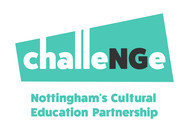 challeNGe
Nottingham's Cultural
Education Partnership